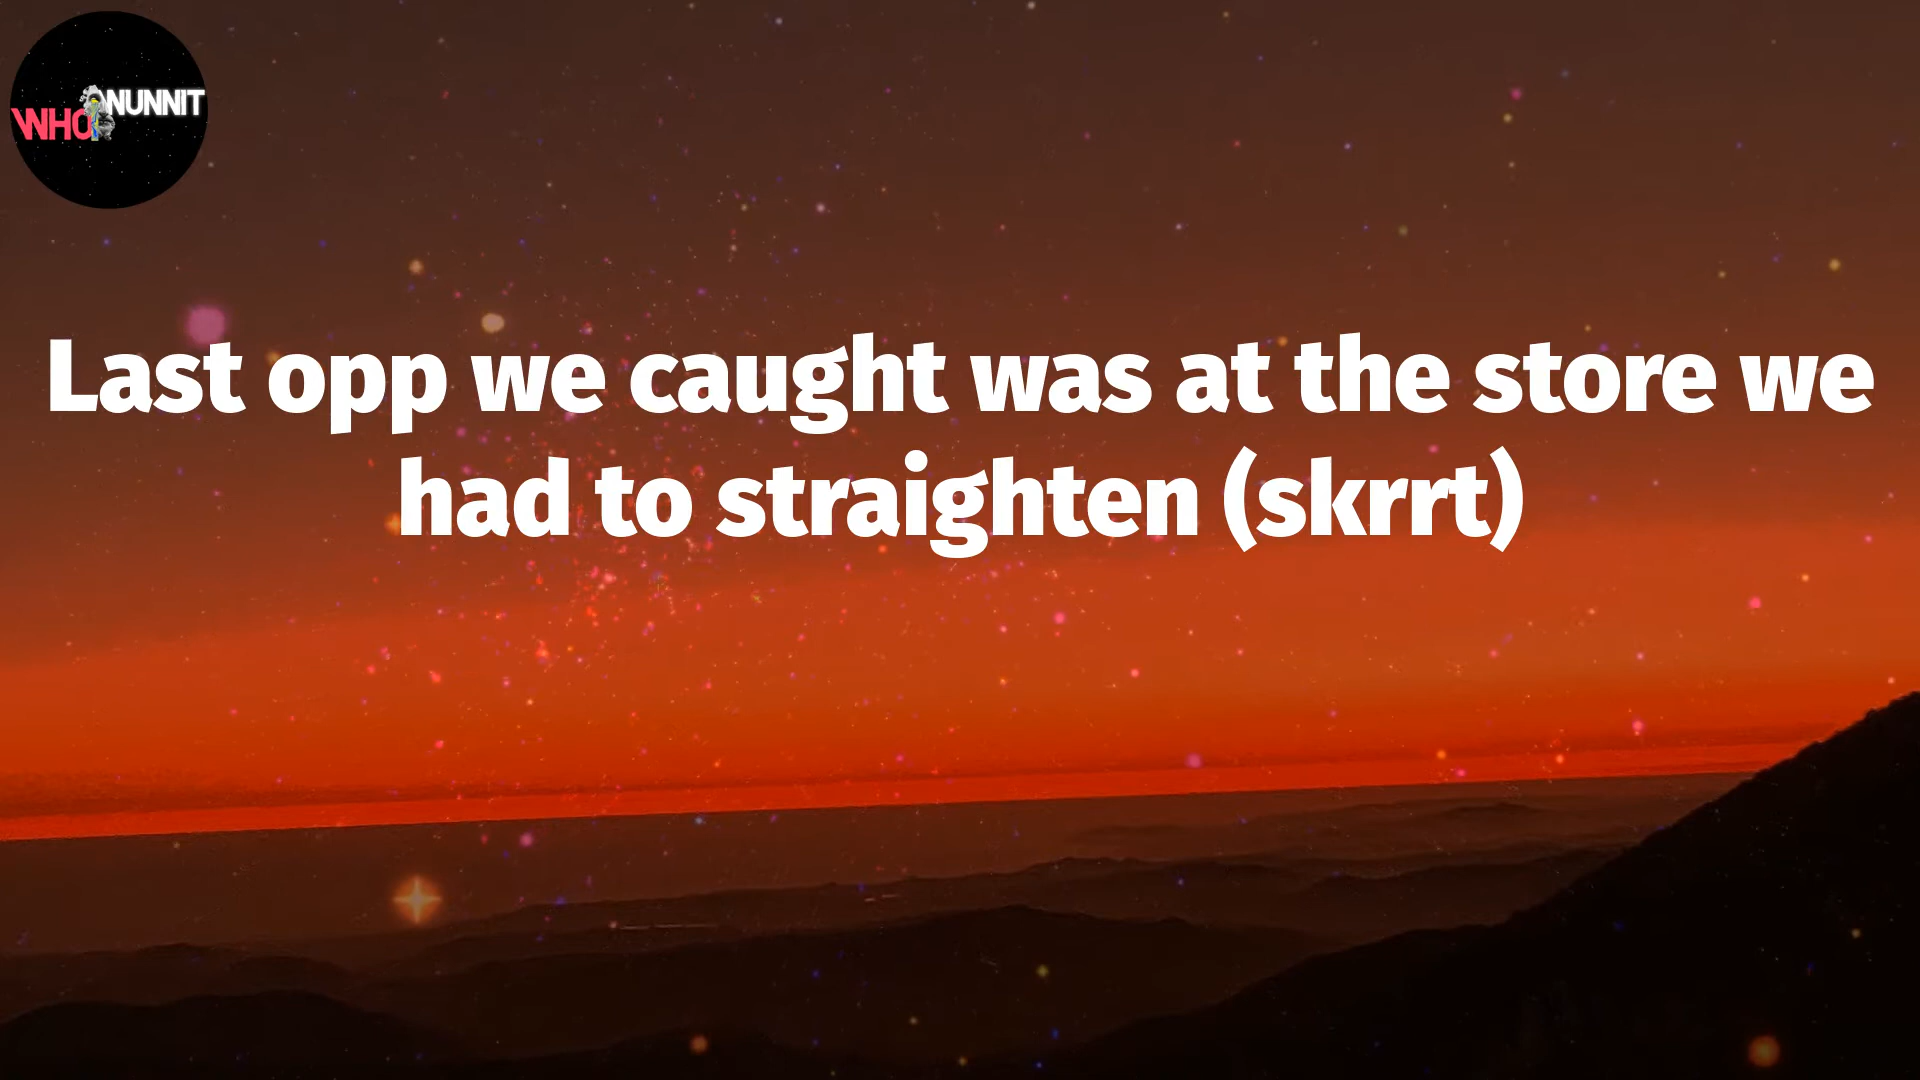 WHO NUNNIT
Last opp we caught was at the store we
had to straighten (skrrt)